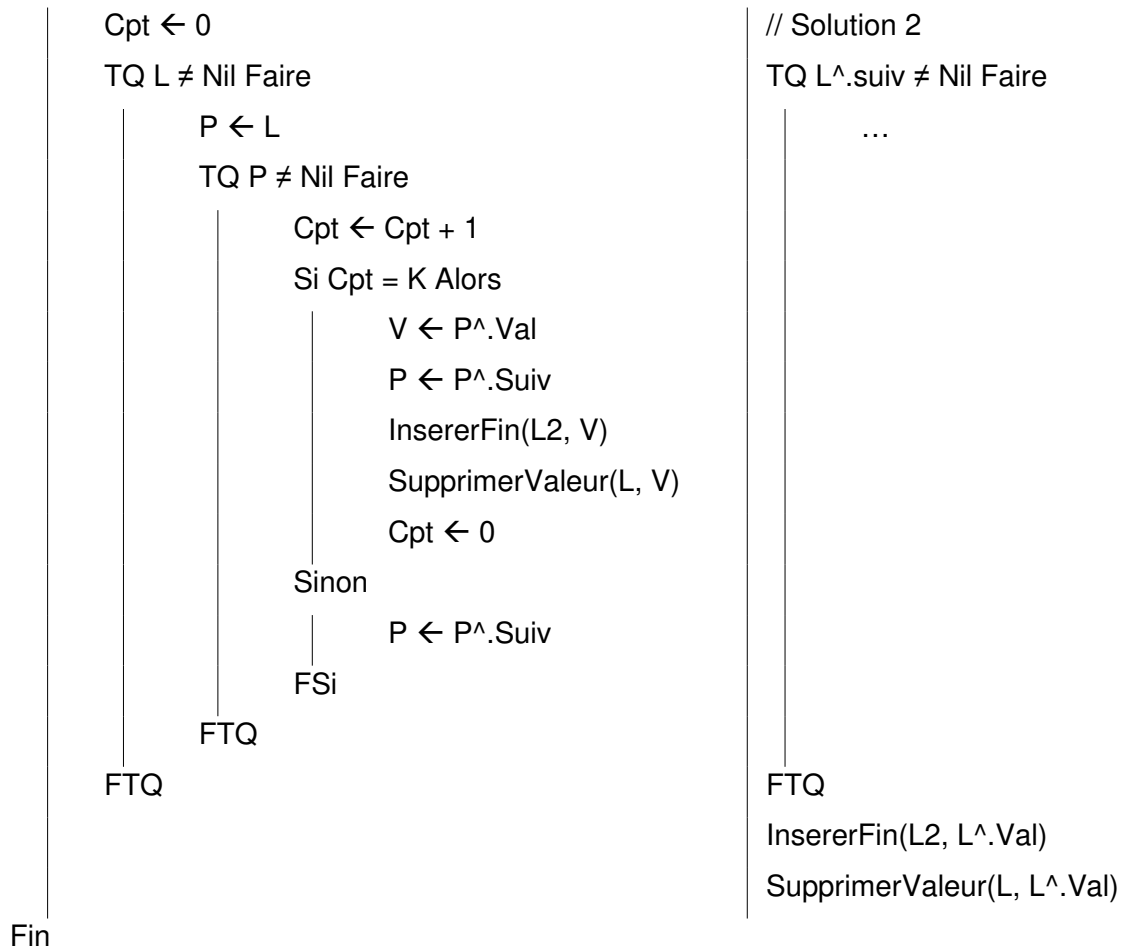 Cpt ← 0
TQ L ≠ Nil Faire
P ← L
TQ P ≠ Nil Faire
Cpt ← Cpt + 1
Si Cpt = K Alors
V ← P^.Val
P ← P^.Suiv
InsererFin(L2, V)
SupprimerValeur(L, V)
Cpt ← 0
Sinon
P ← P^.Suiv
FSi
FTQ
FTQ
Fin
// Solution 2
TQ L^.suiv ≠ Nil Faire
…
FTQ
InsererFin(L2, L^.Val)
SupprimerValeur(L, L^.Val)